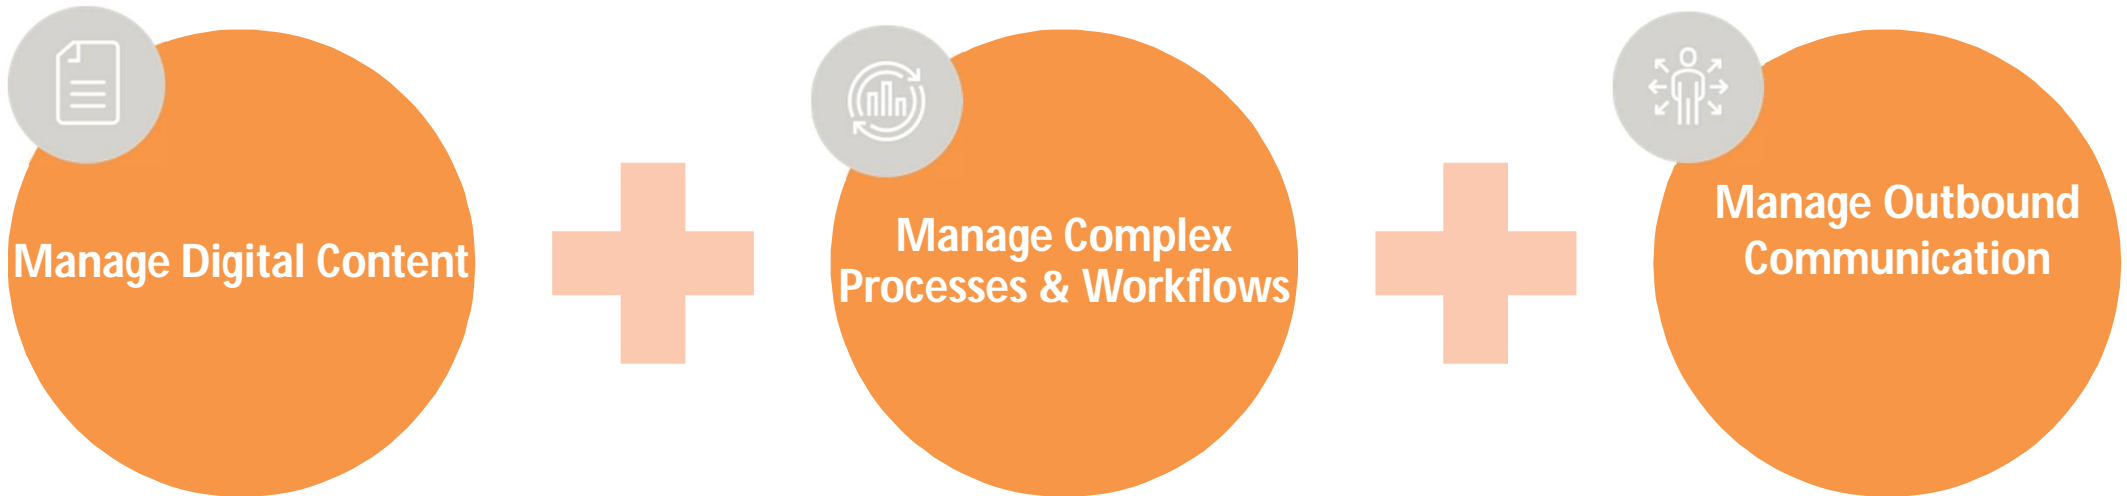 Manage Digital Content
Manage Complex
Processes & Workflows
Manage Outbound
Communication